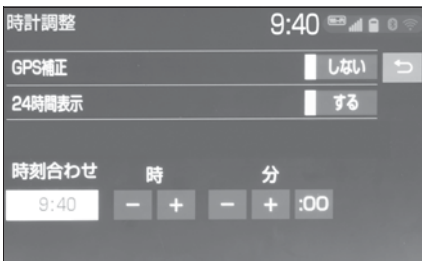 時計調整 9:40
GPS補正 しない
24時間表示 する
時刻合わせ 時 分
9:40 − + − + :00